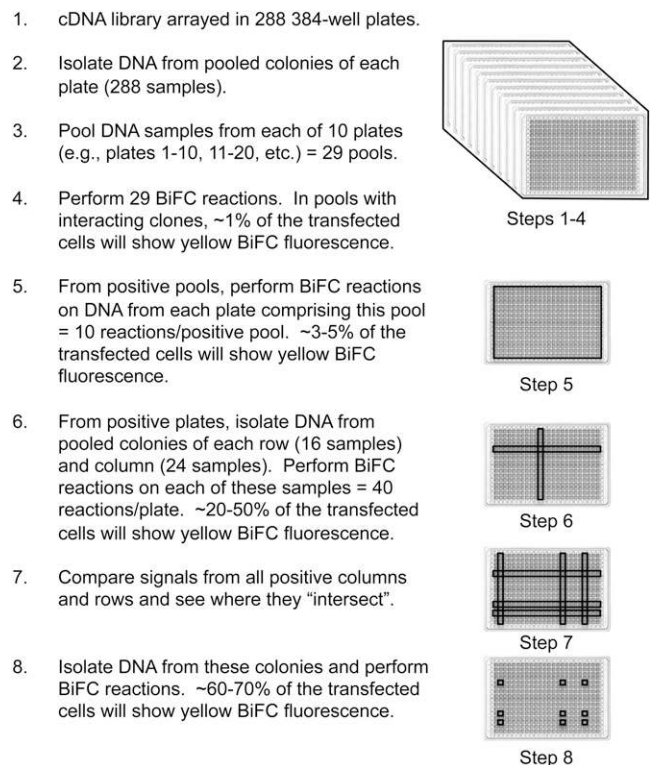 1. cDNA library arrayed in 288 384-well plates.
2. Isolate DNA from pooled colonies of each
plate (288 samples).
3. Pool DNA samples from each of 10 plates
(e.g., plates 1-10, 11-20, etc.) = 29 pools.
4. Perform 29 BiFC reactions. In pools with
interacting clones, ~1% of the transfected
cells will show yellow BiFC fluorescence.
Steps 1-4
5. From positive pools, perform BiFC reactions
on DNA from each plate comprising this pool
= 10 reactions/positive pool. ~3-5% of the
transfected cells will show yellow BiFC
fluorescence.
Step 5
6. From positive plates, isolate DNA from
pooled colonies of each row (16 samples)
and column (24 samples). Perform BiFC
reactions on each of these samples = 40
reactions/plate. ~20-50% of the transfected
cells will show yellow BiFC fluorescence.
Step 6
7. Compare signals from all positive columns
and rows and see where they “intersect”.
Step 7
8. Isolate DNA from these colonies and perform
BiFC reactions. ~60-70% of the transfected
cells will show yellow BiFC fluorescence.
Step 8